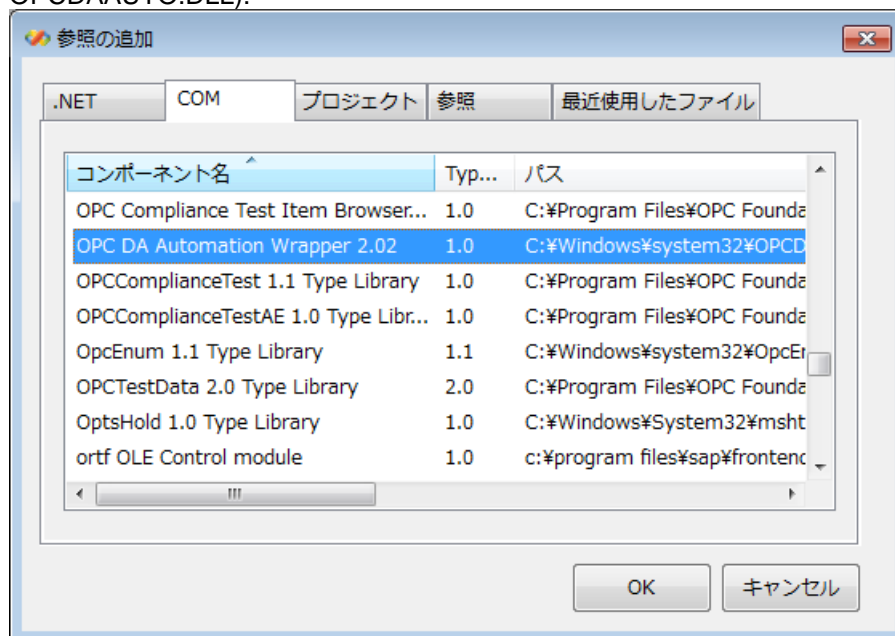 OPCDAAUTO.DLL).
参照の追加
.NET COM プロジェクト 参照 最近使用したファイル
コンポーネント名 Typ... パス
OPC Compliance Test Item Browser... 1.0 C:¥Program Files¥OPC Founda
OPC DA Automation Wrapper 2.02 1.0 C:¥Windows¥system32¥OPCD
OPCComplianceTest 1.1 Type Library 1.0 C:¥Program Files¥OPC Founda
OPCComplianceTestAE 1.0 Type Libr... 1.0 C:¥Program Files¥OPC Founda
OpcEnum 1.1 Type Library 1.1 C:¥Windows¥system32¥OpcEr
OPCTestData 2.0 Type Library 2.0 C:¥Program Files¥OPC Founda
OptsHold 1.0 Type Library 1.0 C:¥Windows¥System32¥msht
ortf OLE Control module 1.0 c:¥program files¥sap¥frontenc
OK キャンセル